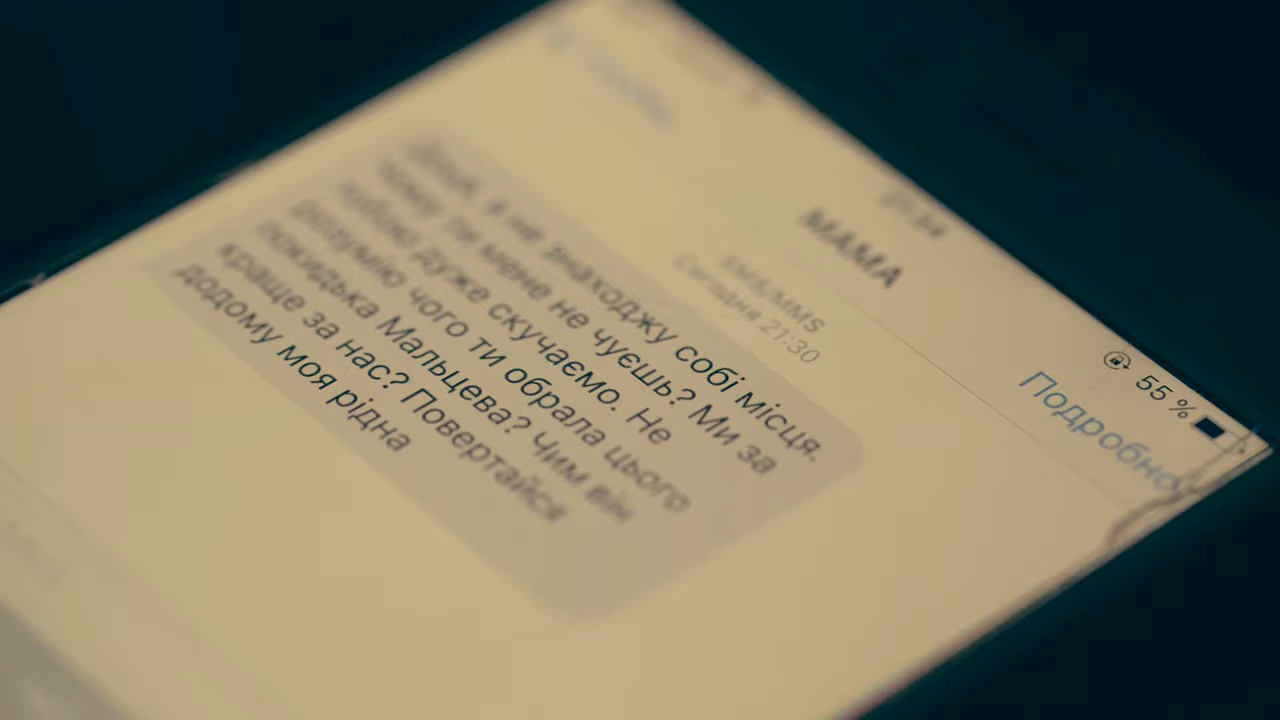 55 %
МАМА
Подробно
SMS/MMS
Сегодня 21:30
я не знаходжу собі місця.
чому ти мене не чуєш? Ми за
тобою дуже скучаємо. Не
розумію чого ти обрала цього
покидька Мальцева? Чим він
краще за нас? Повертайся
додому моя рідна